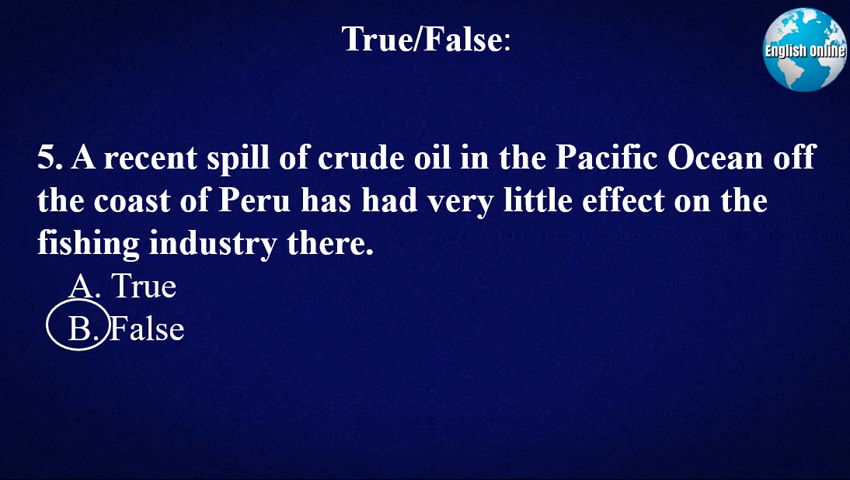 True/False:
English Online
5. A recent spill of crude oil in the Pacific Ocean off
the coast of Peru has had very little effect on the
fishing industry there.
A. True
B. False